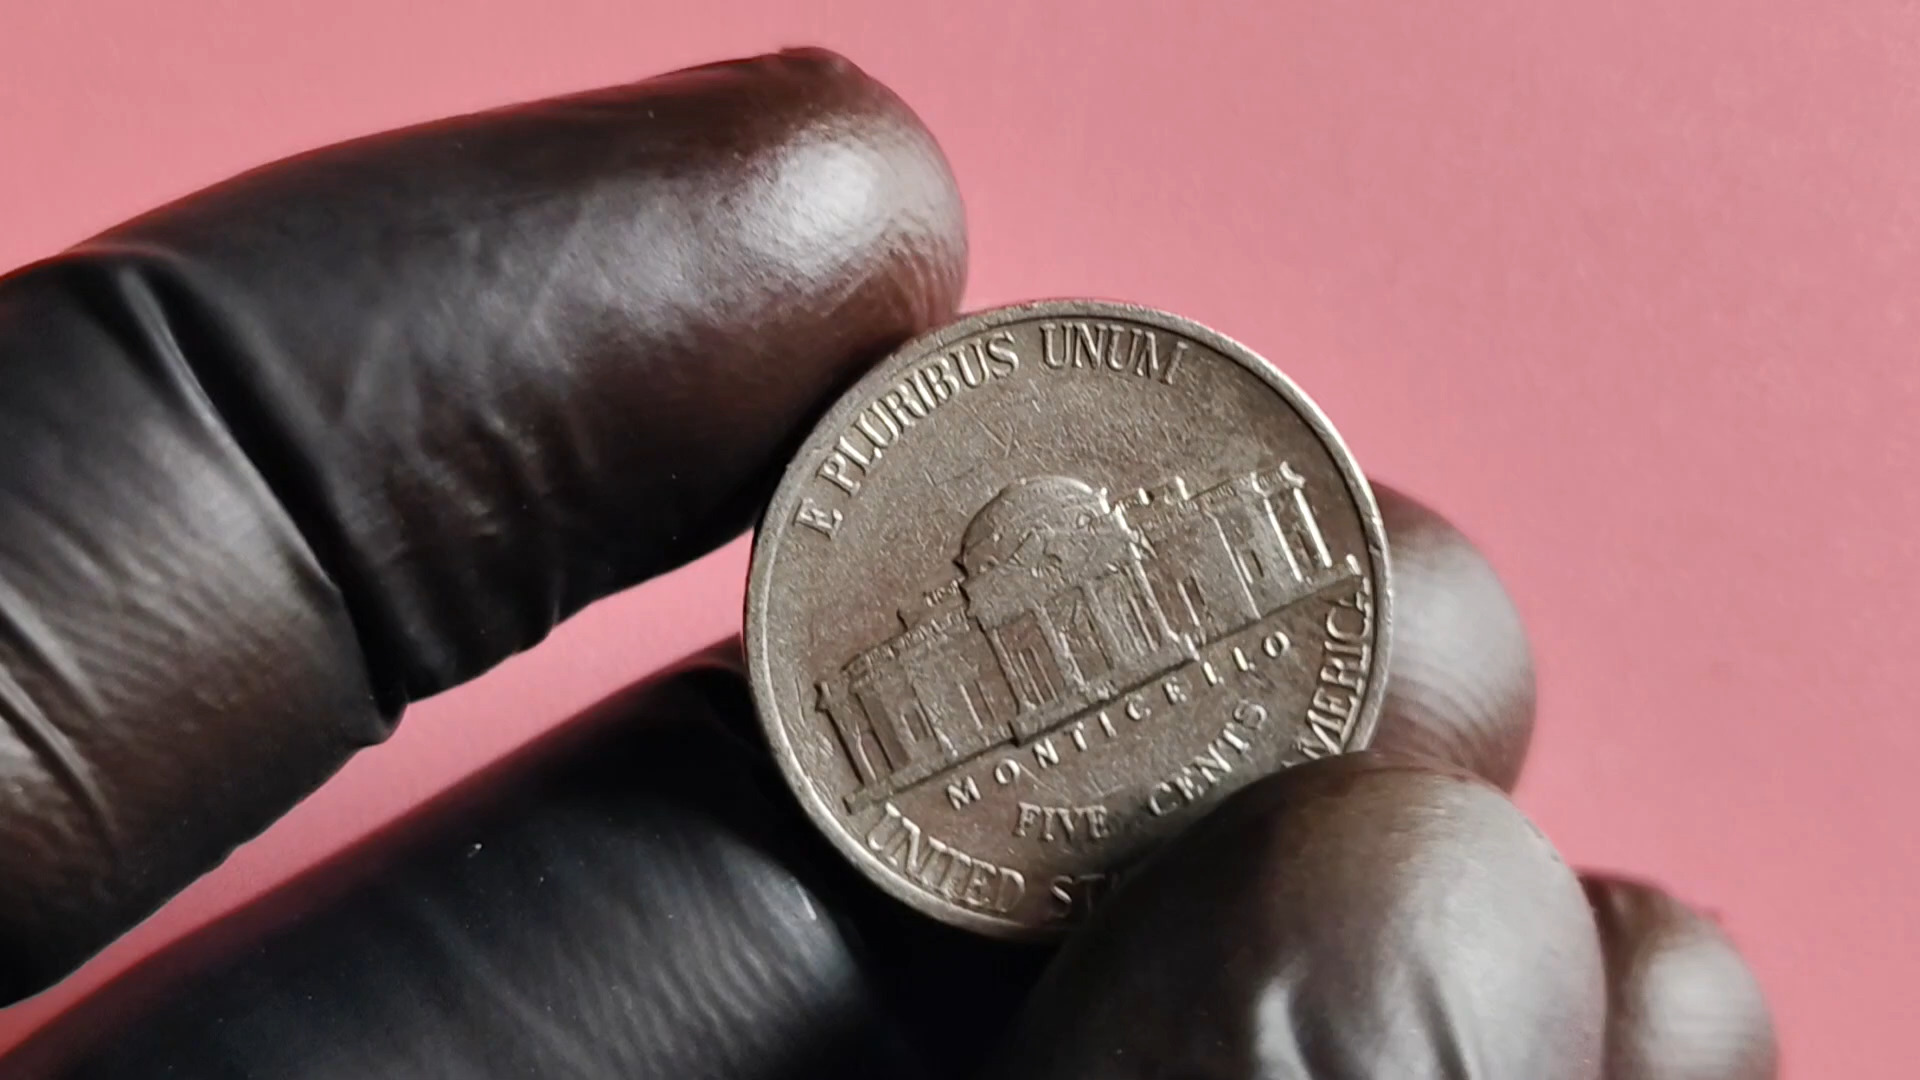 E PLURIBUS UNUM
MONTICELLO
FIVE CENTS
UNITED ST
AMERICA